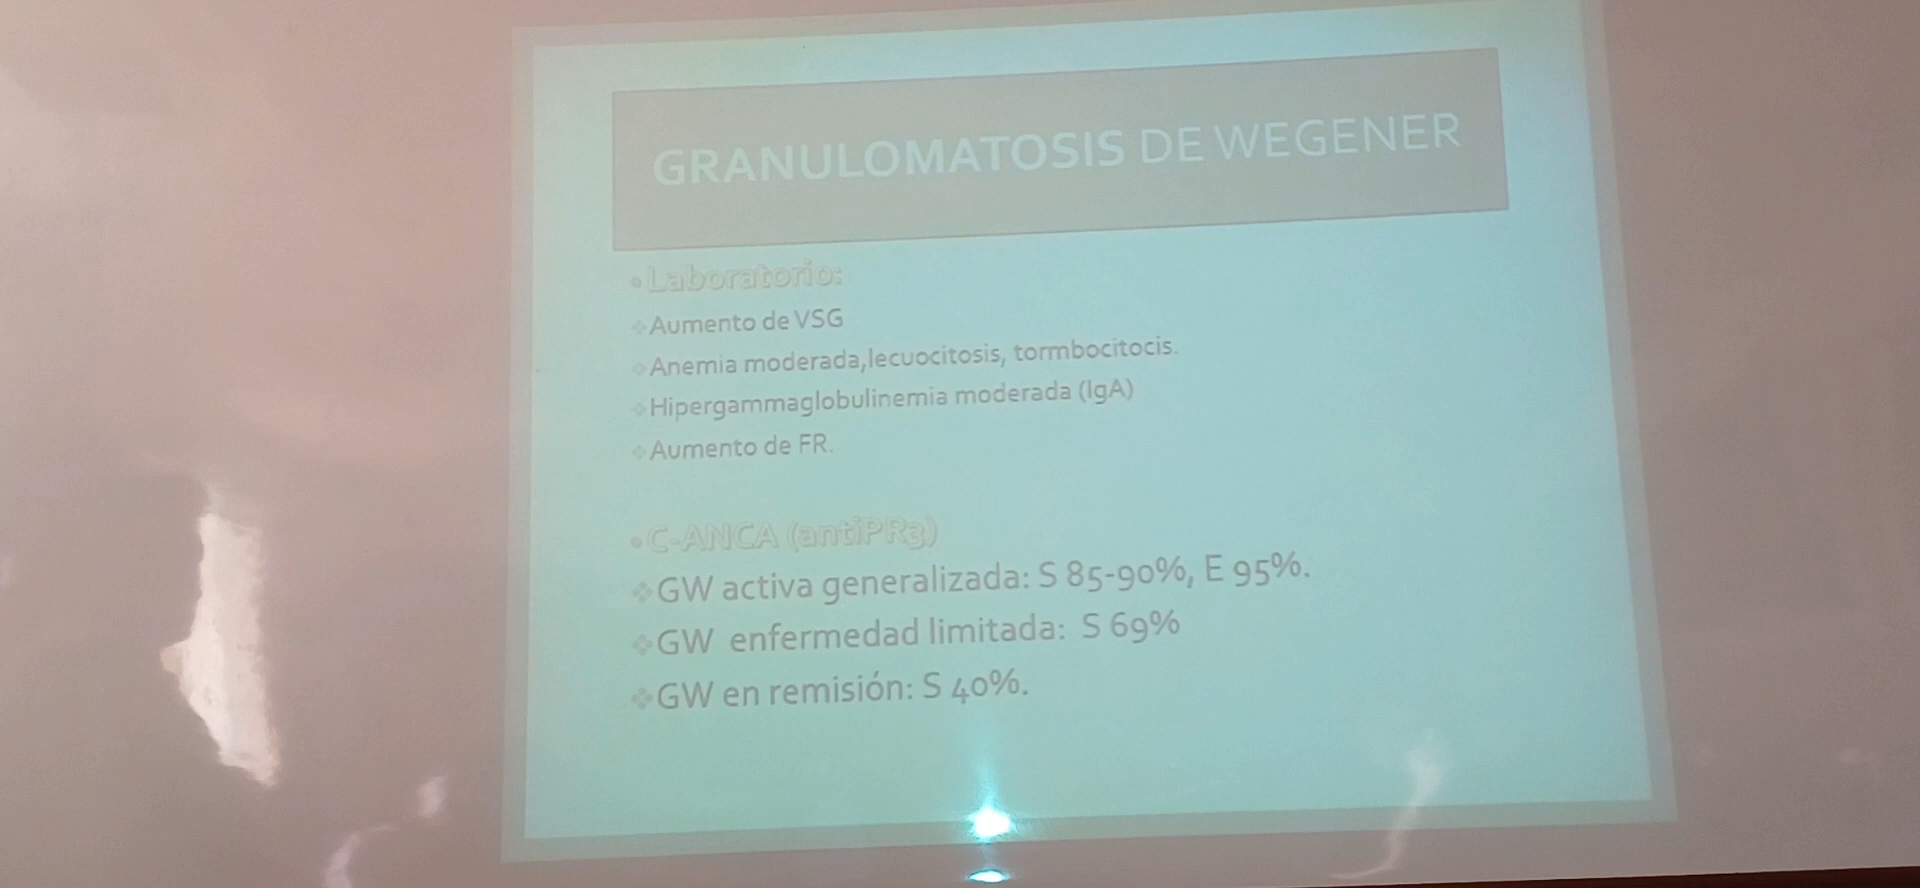 GRANULOMATOSIS DE WEGENER
•Laboratorio:
❖Aumento de VSG
❖Anemia moderada,lecuocitosis, tormbocitocis.
❖Hipergammaglobulinemia moderada (IgA)
❖Aumento de FR.
•C-ANCA (antiPR3)
❖GW activa generalizada: S 85-90%, E 95%.
❖GW enfermedad limitada: S 69%
❖GW en remisión: S 40%.